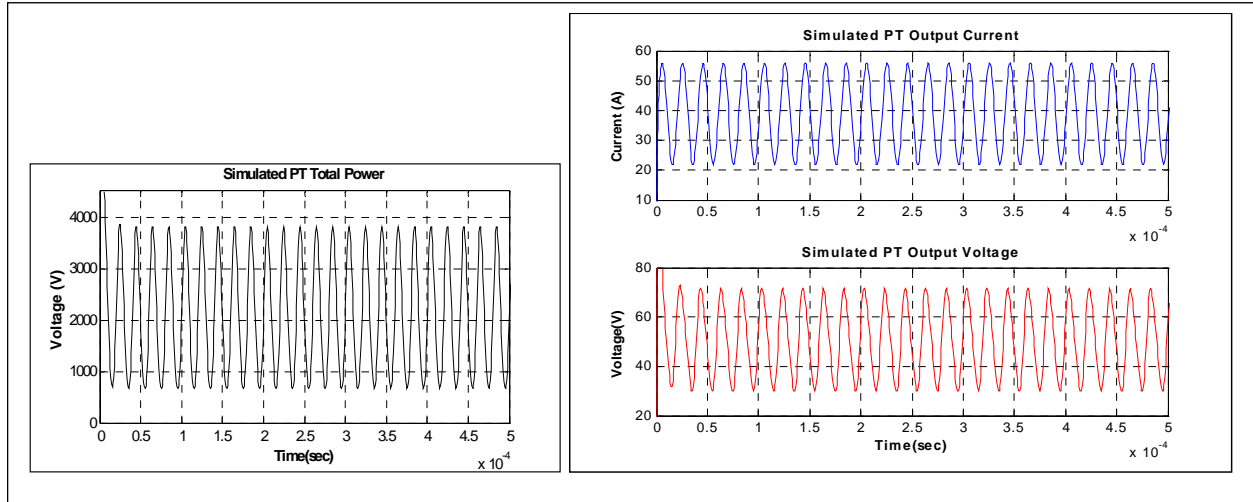 Simulated PT Total Power
Voltage (V)
4000
3000
2000
1000
0
0 0.5 1 1.5 2 2.5 3 3.5 4 4.5 5
Time(sec)
x 10-4
Simulated PT Output Current
Current (A)
60
50
40
30
20
10
0 0.5 1 1.5 2 2.5 3 3.5 4 4.5 5
x 10-4
Simulated PT Output Voltage
Voltage(V)
80
60
40
20
0 0.5 1 1.5 2 2.5 3 3.5 4 4.5 5
Time(sec)
x 10-4